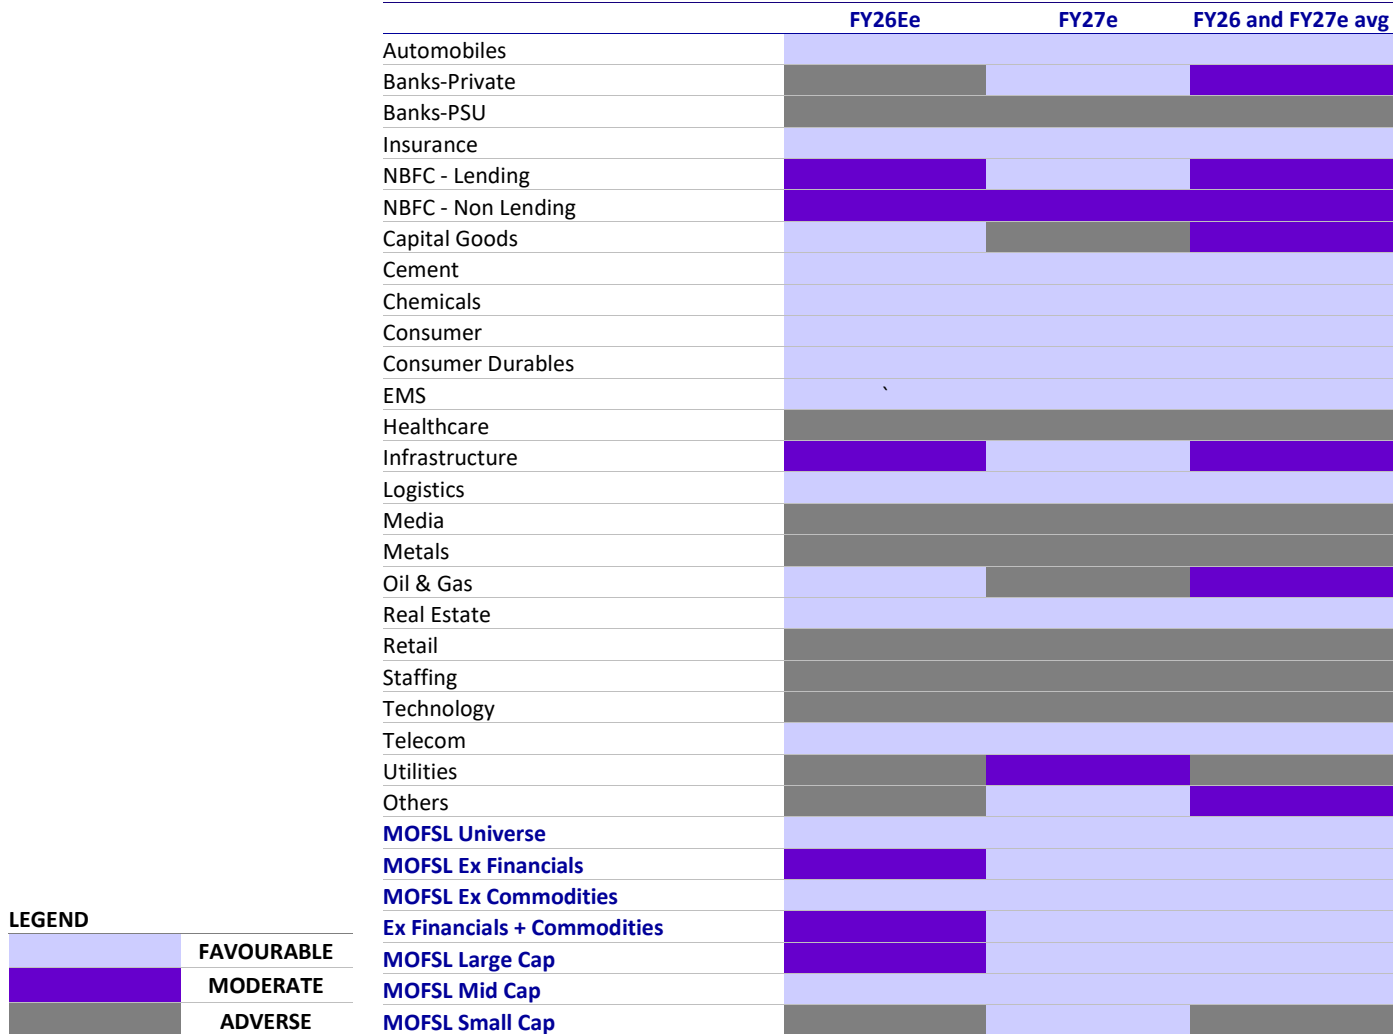 FY26Ee FY27e FY26 and FY27e avg
Automobiles
Banks-Private
Banks-PSU
Insurance
NBFC - Lending
NBFC - Non Lending
Capital Goods
Cement
Chemicals
Consumer
Consumer Durables
EMS `
Healthcare
Infrastructure
Logistics
Media
Metals
Oil & Gas
Real Estate
Retail
Staffing
Technology
Telecom
Utilities
Others
MOFSL Universe
MOFSL Ex Financials
MOFSL Ex Commodities
Ex Financials + Commodities
MOFSL Large Cap
MOFSL Mid Cap
MOFSL Small Cap
LEGEND
FAVOURABLE
MODERATE
ADVERSE